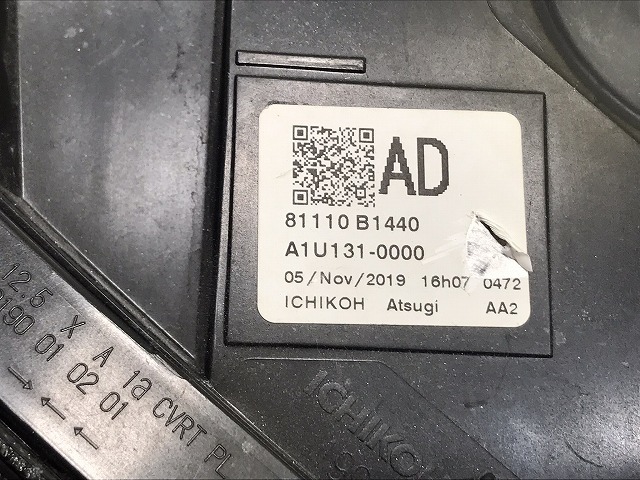 AD
81110 B1440
A1U131-0000
05/Nov/2019 16h07 0472
ICHIKOH Atsugi AA2
12.5 X A 1a CVRT PL
01 02 01
ICHIKOH